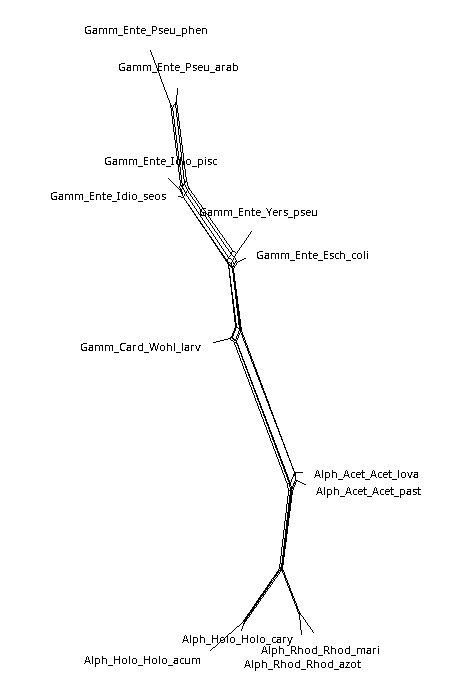 Gamm_Ente_Pseu_phen
Gamm_Ente_Pseu_arab
Gamm_Ente_Idio_pisc
Gamm_Ente_Idio_seos
Gamm_Ente_Yers_pseu
Gamm_Ente_Esch_coli
Gamm_Card_Wohl_larv
Alph_Acet_Acet_lova
Alph_Acet_Acet_past
Alph_Holo_Holo_cary
Alph_Rhod_Rhod_mari
Alph_Holo_Holo_acum
Alph_Rhod_Rhod_azot